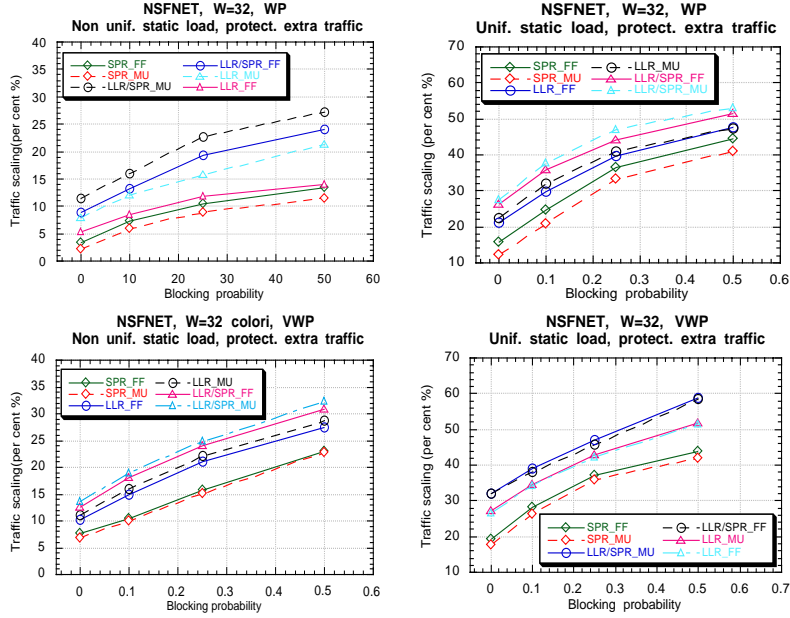 NSFNET, W=32, WP
Non unif. static load, protect. extra traffic
Traffic scaling(per cent %)
40
35
30
25
20
15
10
5
0
SPR_FF
SPR_MU
LLR/SPR_MU
LLR/SPR_FF
LLR_MU
LLR_FF
0 10 20 30 40 50 60
Blocking poability
NSFNET, W=32, WP
Unif. static load, protect. extra traffic
Traffic scaling (per cent %)
70
60
50
40
30
20
10
SPR_FF
SPR_MU
LLR_FF
LLR_MU
LLR/SPR_FF
LLR/SPR_MU
0 0.1 0.2 0.3 0.4 0.5 0.6
Blocking probability
NSFNET, W=32 colori, VWP
Non unif. static load, protect. extra traffic
Traffic scaling(per cent %)
40
35
30
25
20
15
10
5
0
SPR_FF
SPR_MU
LLR_FF
LLR_MU
LLR/SPR_FF
LLR/SPR_MU
0 0.1 0.2 0.3 0.4 0.5 0.6
Blocking probability
NSFNET, W=32, VWP
Unif. static load, protect. extra traffic
Traffic scaling (per cent %)
70
60
50
40
30
20
10
SPR_FF
SPR_MU
LLR/SPR_MU
LLR/SPR_FF
LLR_MU
LLR_FF
0 0.1 0.2 0.3 0.4 0.5 0.6 0.7
Blocking probability